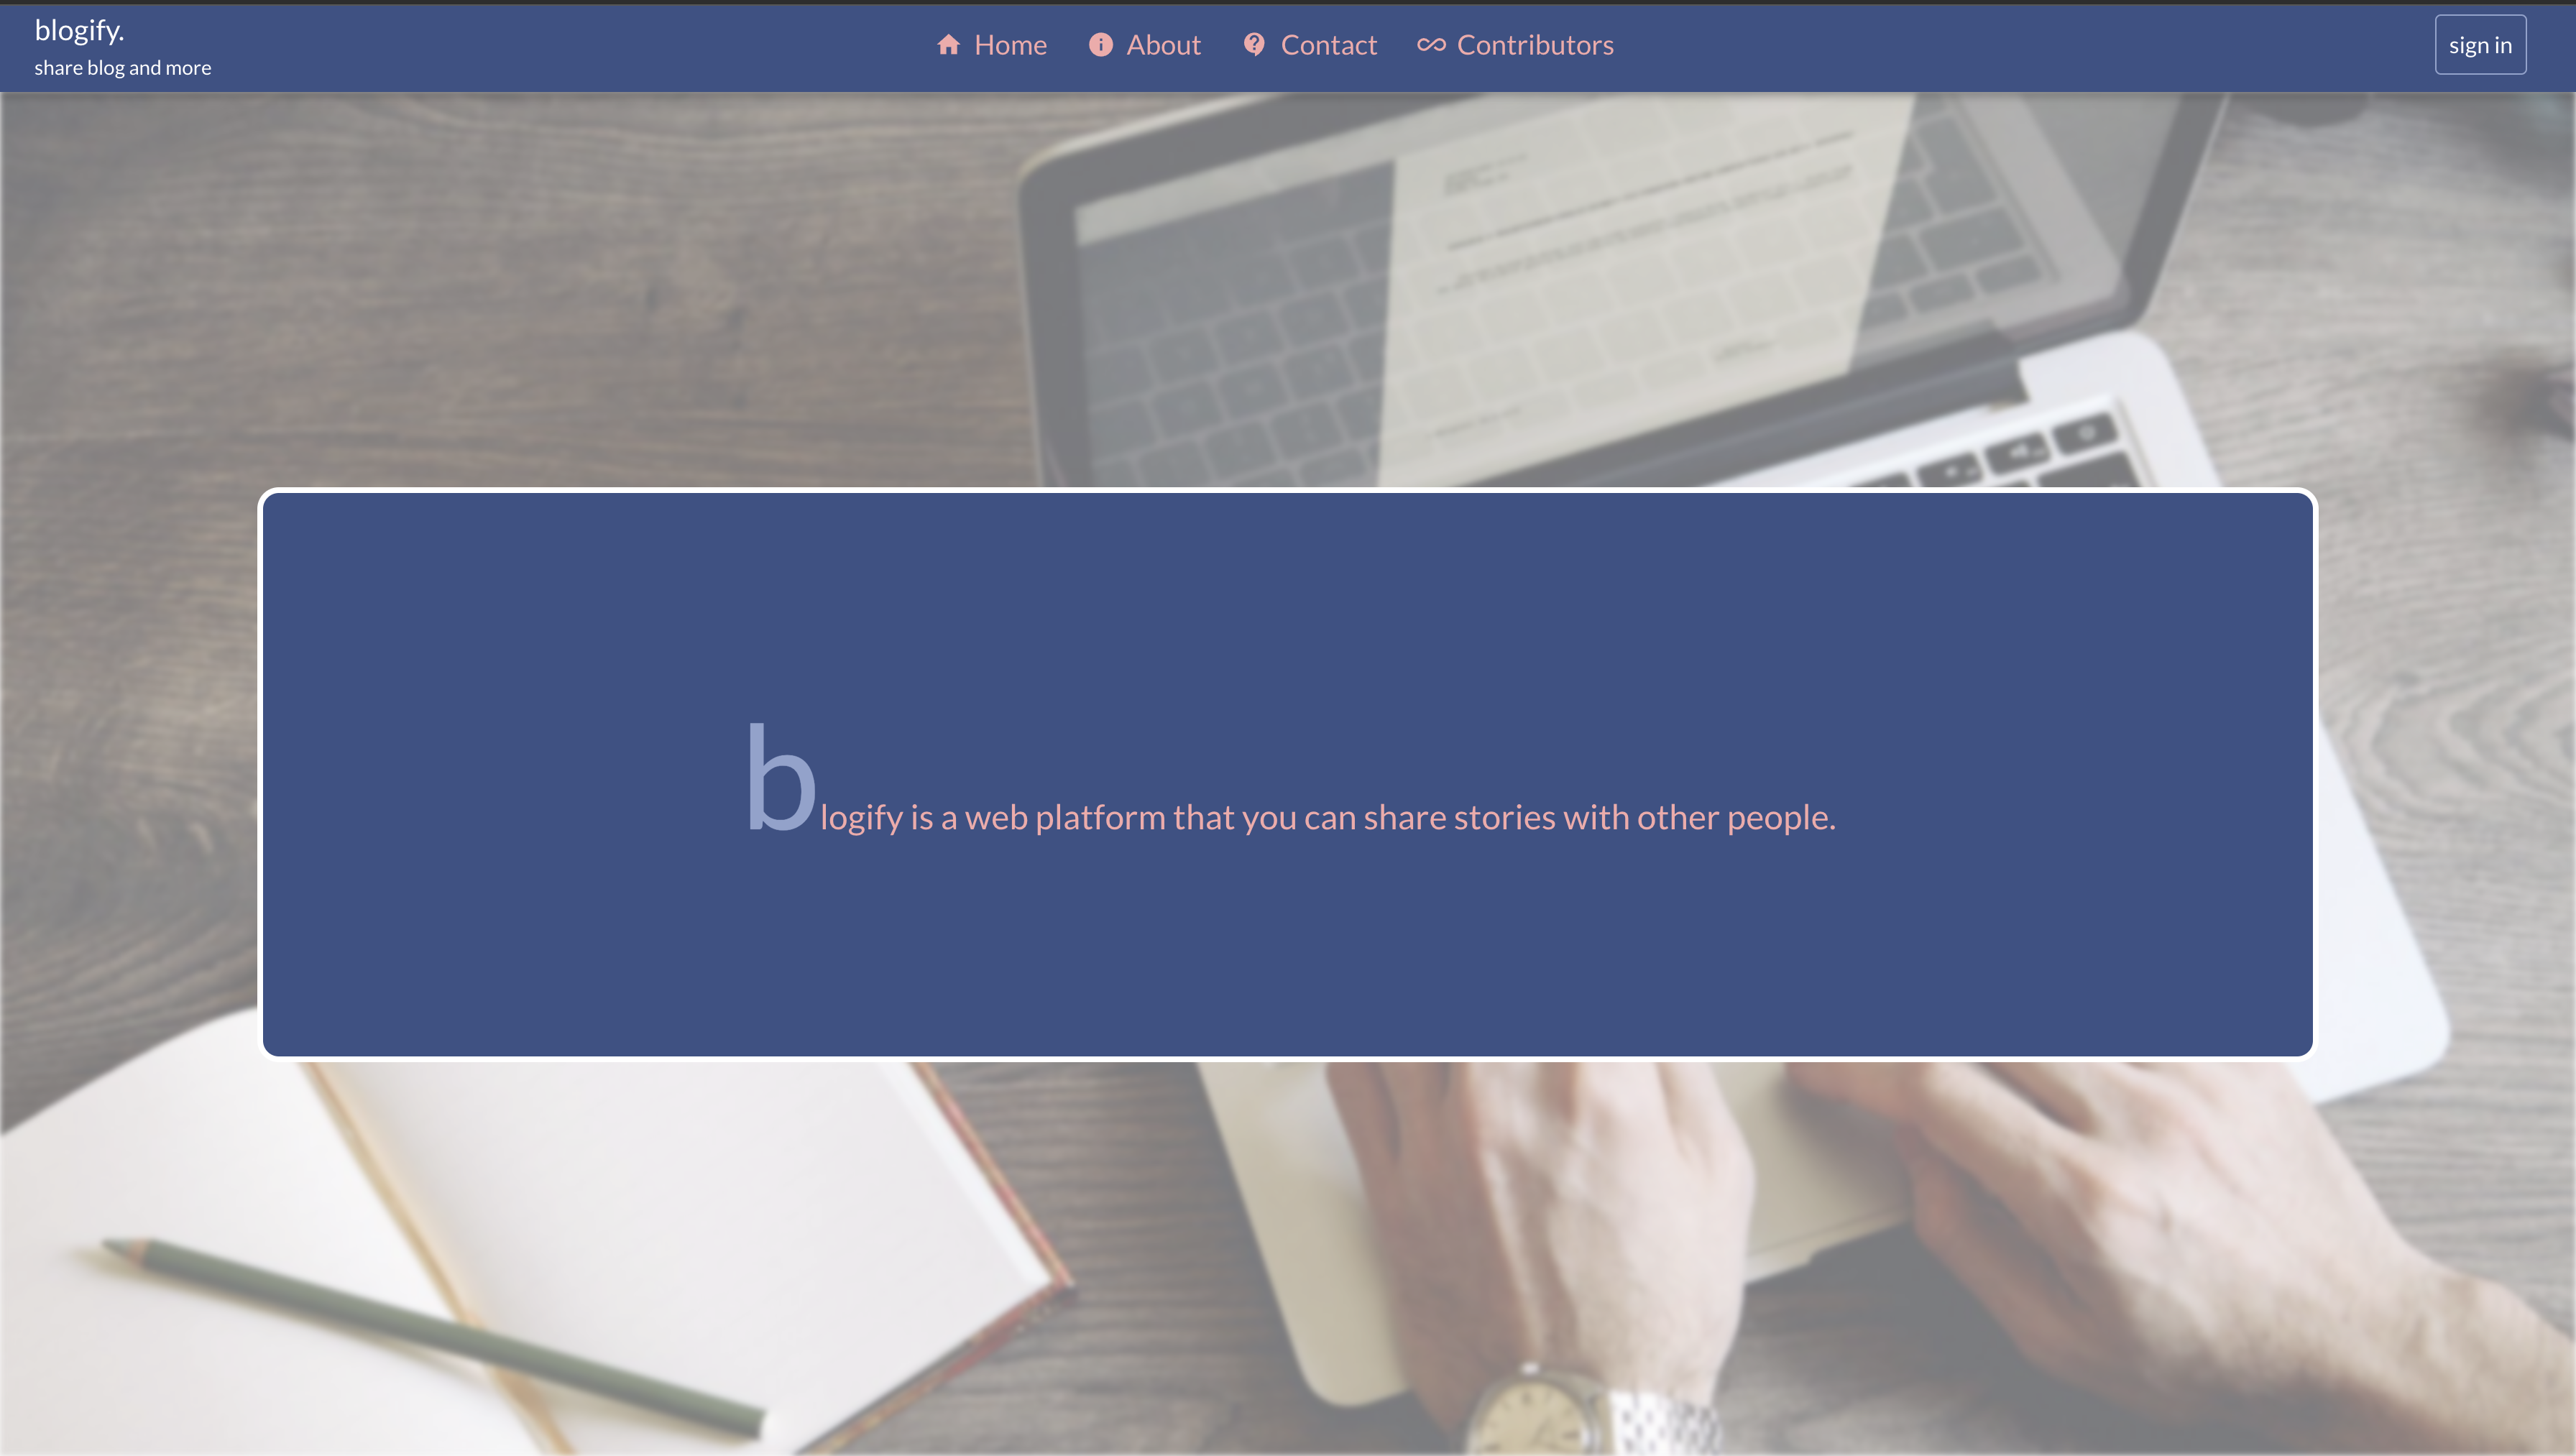 blogify.
share blog and more
Home
About
Contact
Contributors
sign in
blogify is a web platform that you can share stories with other people.